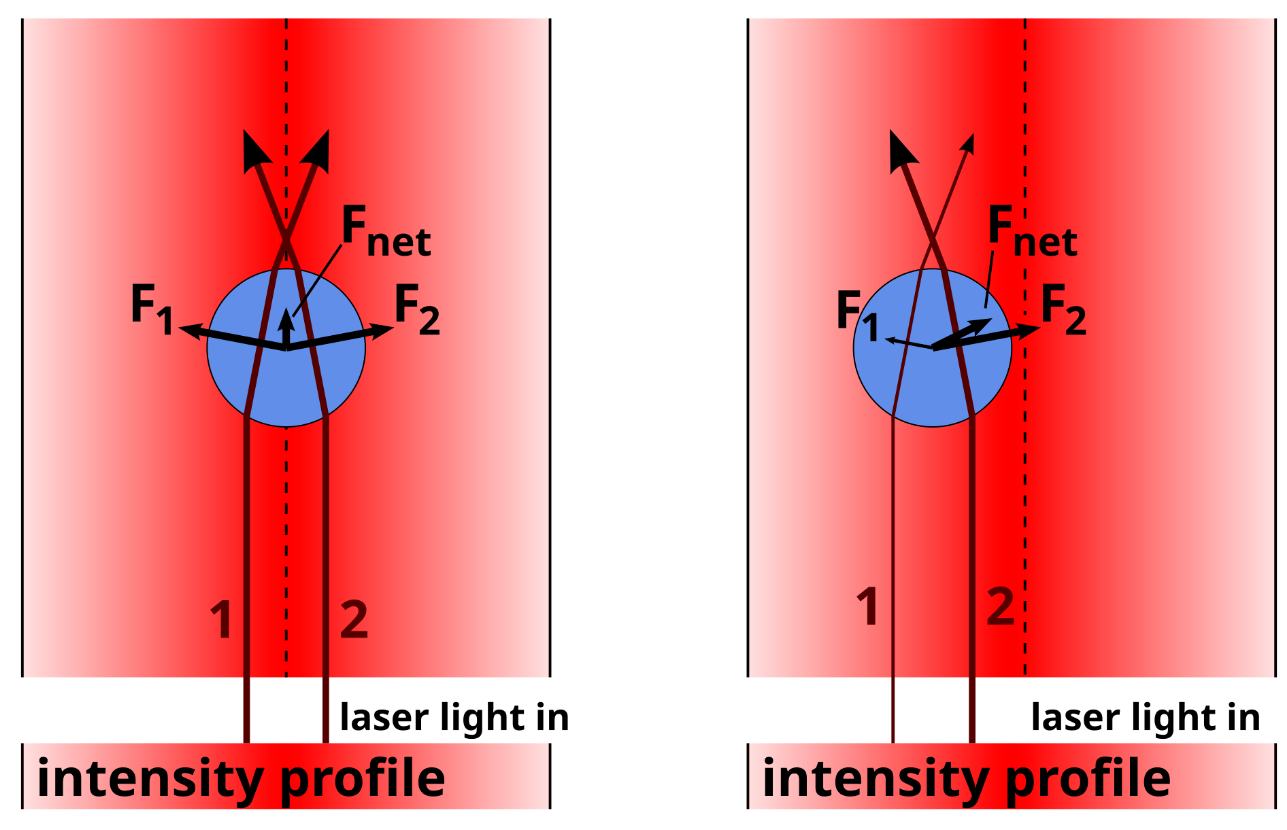 Fnet
F1
F2
1
2
laser light in
intensity profile
Fnet
F1
F2
1
2
laser light in
intensity profile